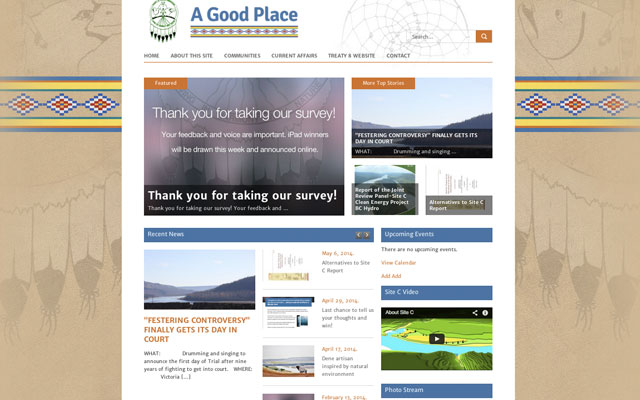 A Good Place
Search...
HOME ABOUT THIS SITE COMMUNITIES CURRENT AFFAIRS TREATY 8 WEBSITE CONTACT
Featured
Thank you for taking our survey!
Your feedback and voice are important. iPad winners
will be drawn this week and announced online.
Thank you for taking our survey!
Thank you for taking our survey! Your feedback and ...
More Top Stories
"FESTERING CONTROVERSY" FINALLY GETS ITS
DAY IN COURT
WHAT: Drumming and singing ...
Report of the Joint
Review Panel–Site C
Clean Energy Project
BC Hydro
Alternatives to Site C
Report
Recent News
"FESTERING CONTROVERSY"
FINALLY GETS ITS DAY IN
COURT
WHAT: Drumming and singing to
announce the first day of Trial after nine
years of fighting to get into court. WHERE:
Victoria [...]
May 6, 2014.
Alternatives to Site
C Report
April 29, 2014.
Last chance to tell us
your thoughts and
win!
April 17, 2014.
Gene artisan
inspired by natural
environment
February 13, 2014.
Upcoming Events
There are no upcoming events.
View Calendar
Add Add
Site C Video
About Site C
Photo Stream